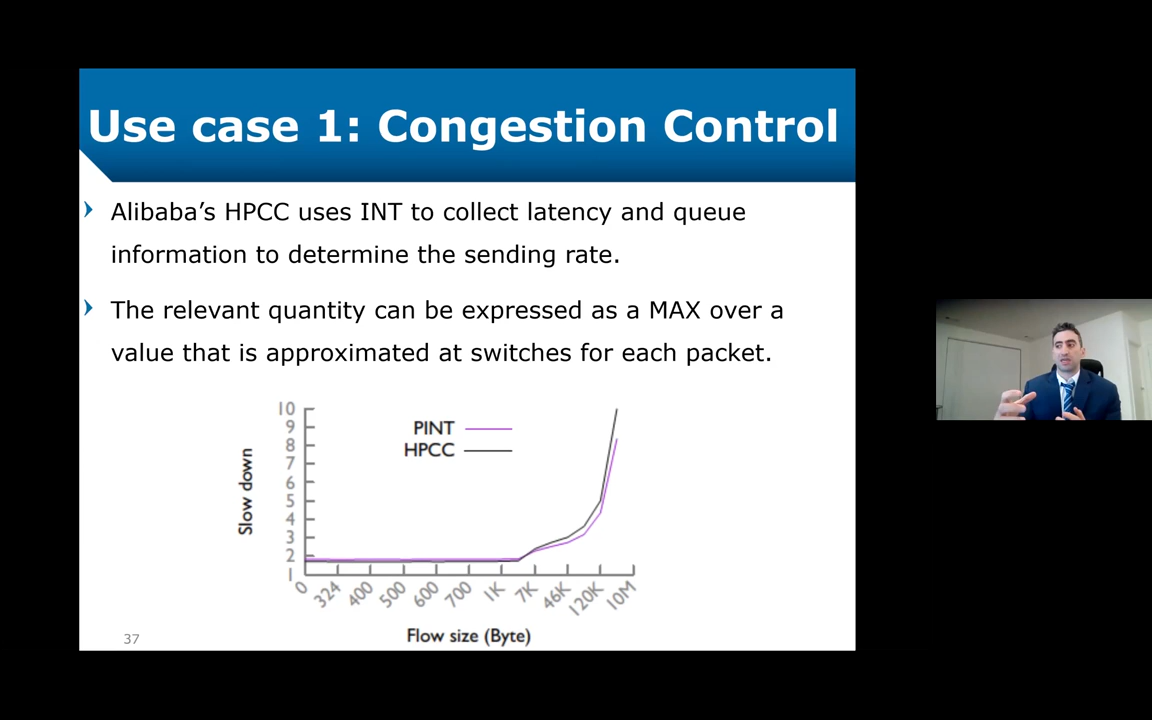 Use case 1: Congestion Control
Alibaba’s HPCC uses INT to collect latency and queue
information to determine the sending rate.
The relevant quantity can be expressed as a MAX over a
value that is approximated at switches for each packet.
10
9
8
7
6
5
4
3
2
1
Slow down
PINT
HPCC
0
324
400
500
600
700
1K
7K
46K
120K
10M
Flow size (Byte)
37